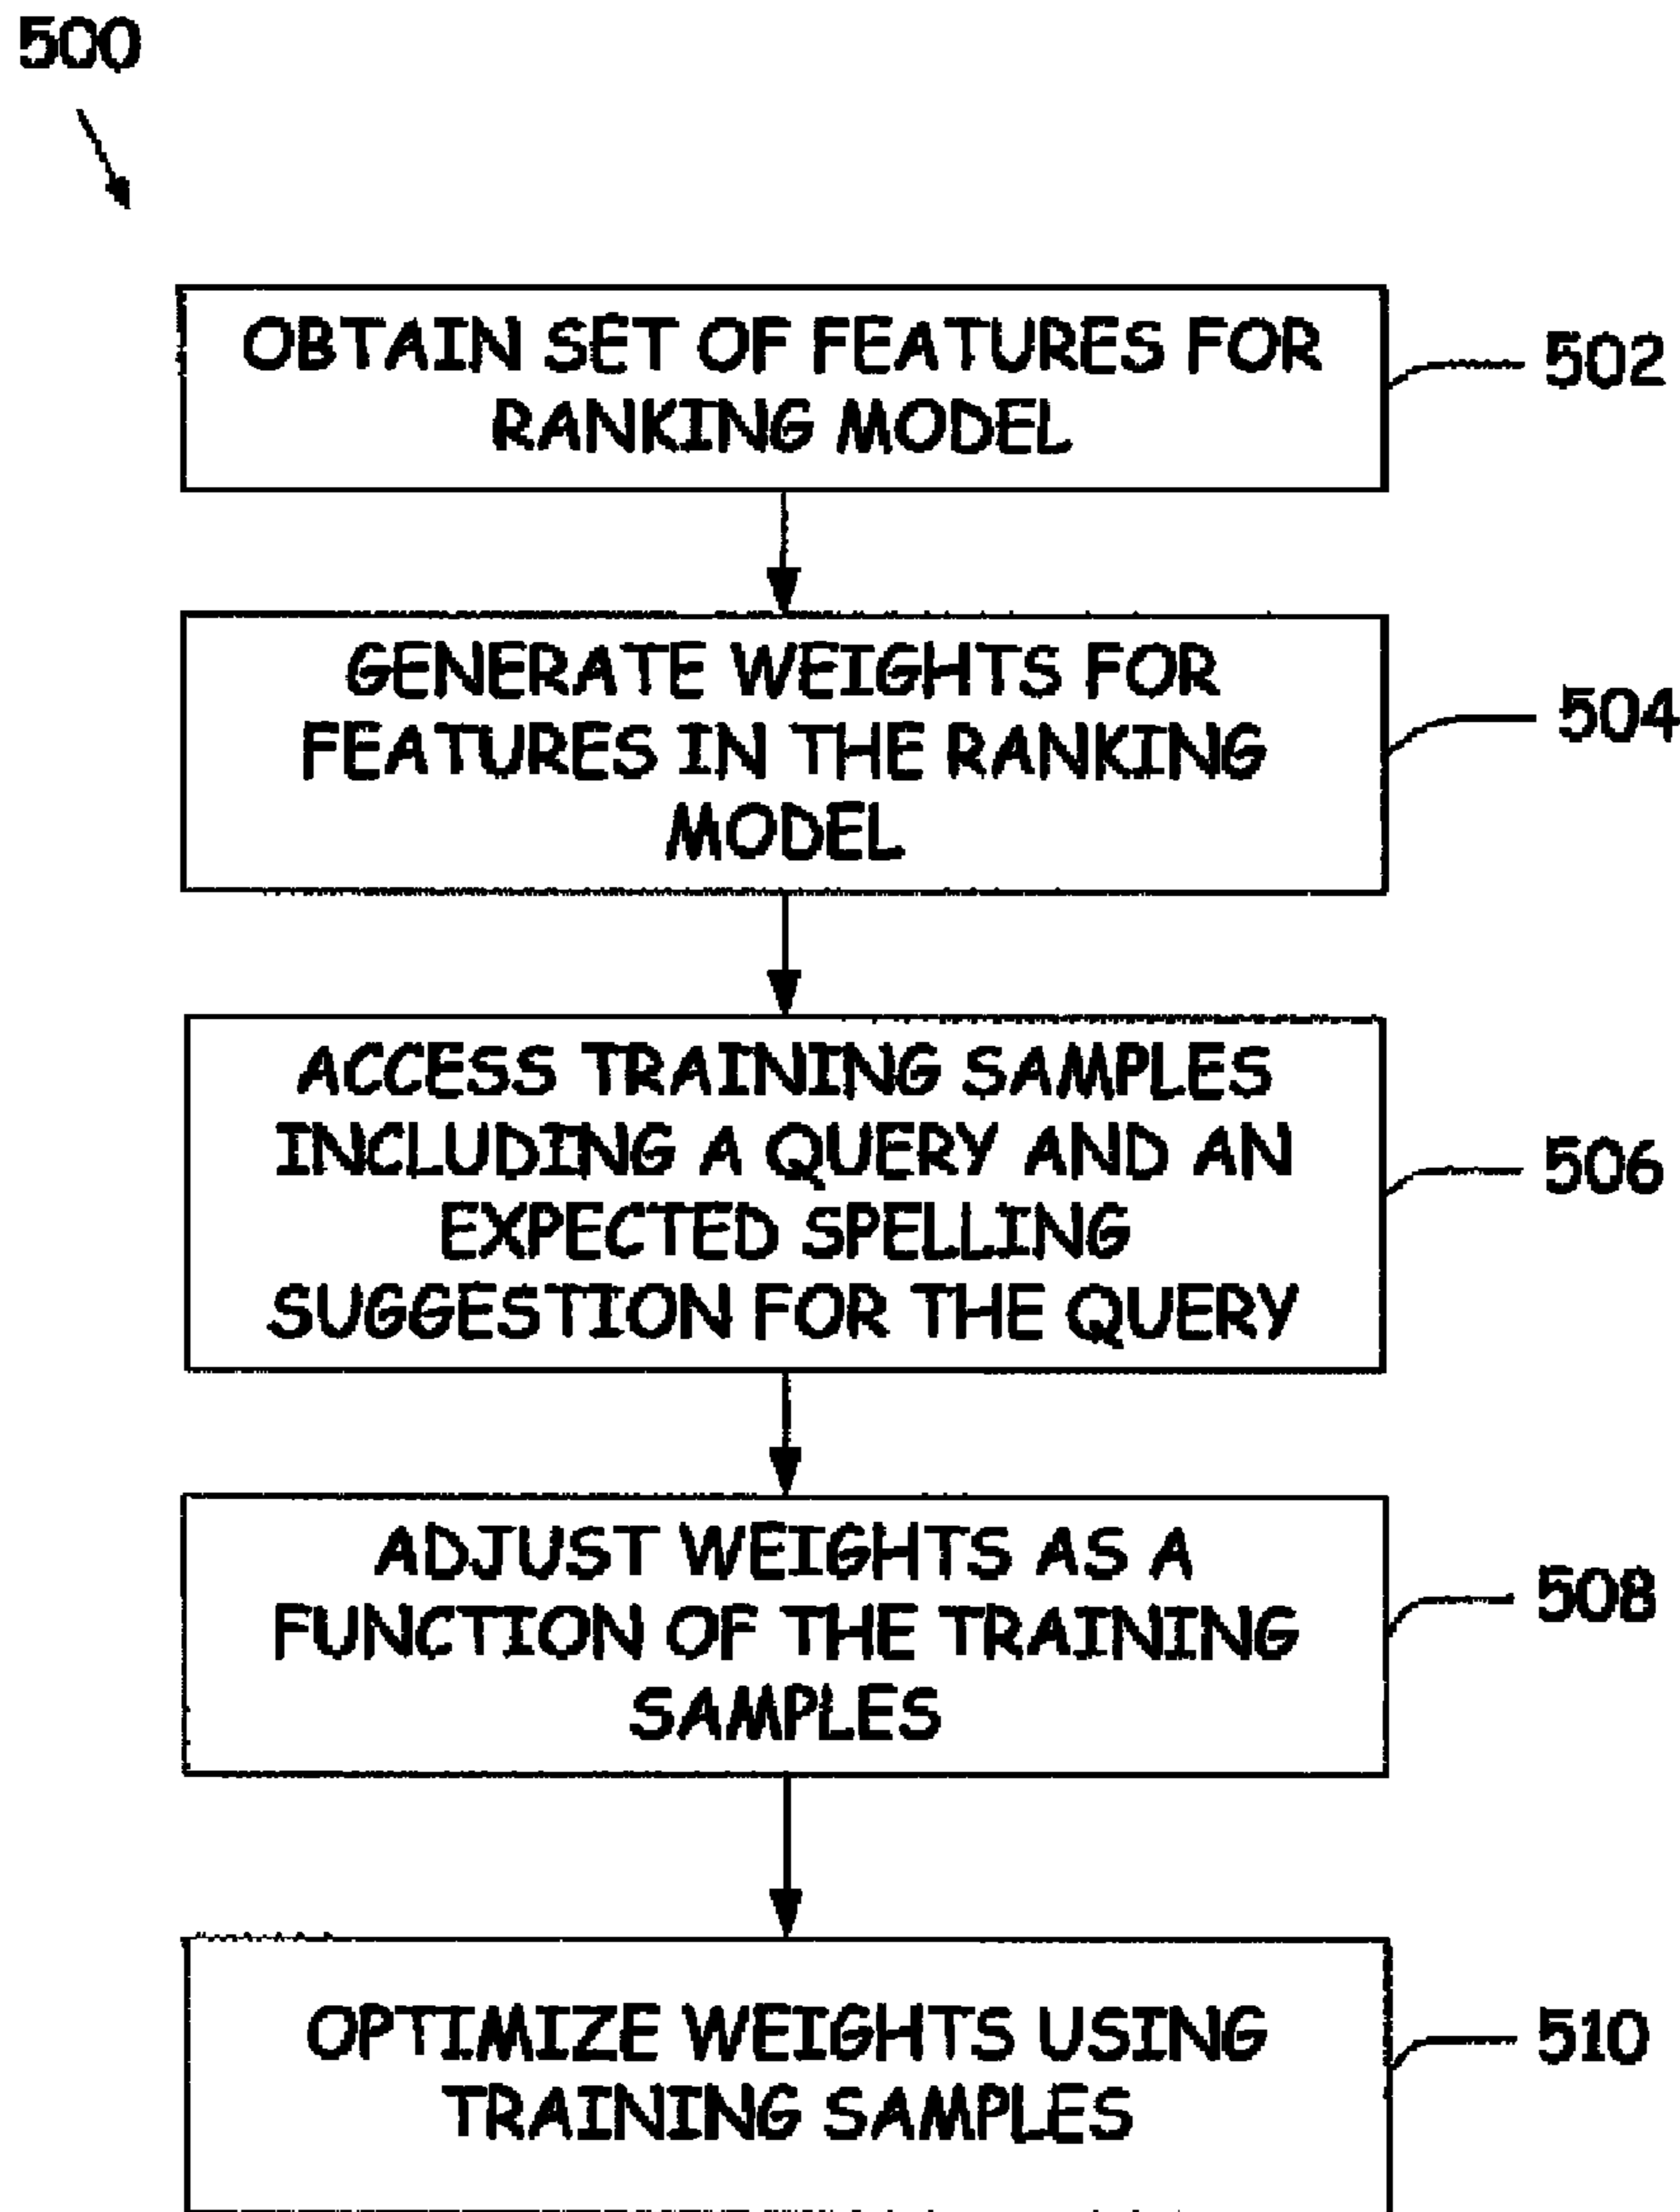 500
OBTAIN SET OF FEATURES FOR
RANKING MODEL
502
GENERATE WEIGHTS FOR
FEATURES IN THE RANKING
MODEL
504
ACCESS TRAINING SAMPLES
INCLUDING A QUERY AND AN
EXPECTED SPELLING
SUGGESTION FOR THE QUERY
506
ADJUST WEIGHTS AS A
FUNCTION OF THE TRAINING
SAMPLES
508
OPTIMIZE WEIGHTS USING
TRAINING SAMPLES
510